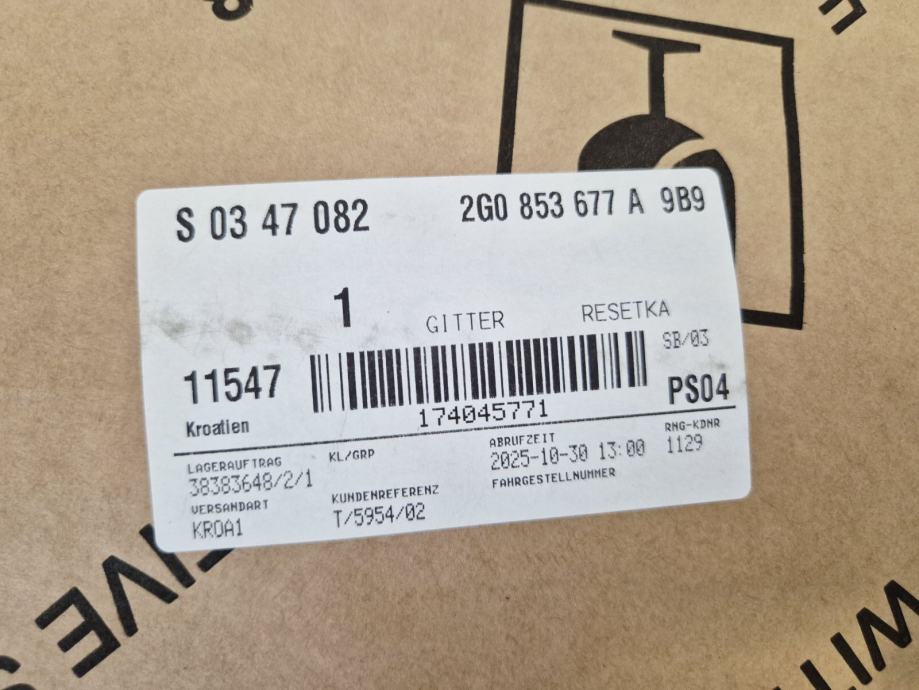 S 03 47 082 2G0 853 677 A 9B9
1 GITTER RESETKA
SB/03
11547 174045771 PS04
Kroatien
LAGERAUFTRAG KL/GRP ABRUFZEIT RNG-KDNR
38383648/2/1 2025-10-30 13:00 1129
VERSANDART KUNDENREFERENZ FAHRGESTELLNUMMER
KROA1 T/5954/02